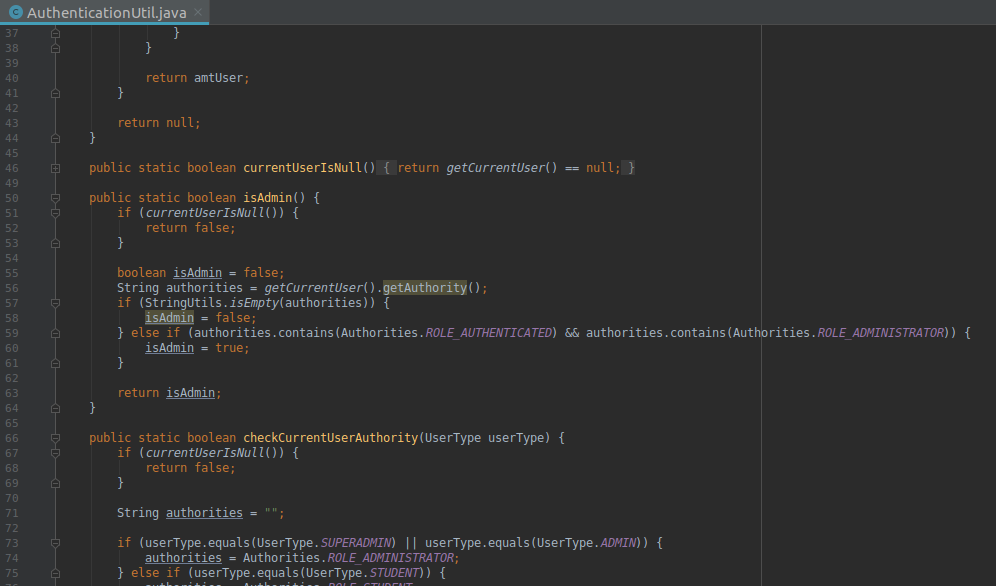 AuthenticationUtil.java
37 }
38 }
39
40 return amtUser;
41 }
42
43 return null;
44 }
45
46 public static boolean currentUserIsNull() { return getCurrentUser() == null; }
49
50 public static boolean isAdmin() {
51 if (currentUserIsNull()) {
52 return false;
53 }
54
55 boolean isAdmin = false;
56 String authorities = getCurrentUser().getAuthority();
57 if (StringUtils.isEmpty(authorities)) {
58 isAdmin = false;
59 } else if (authorities.contains(Authorities.ROLE_AUTHENTICATED) && authorities.contains(Authorities.ROLE_ADMINISTRATOR)) {
60 isAdmin = true;
61 }
62
63 return isAdmin;
64 }
65
66 public static boolean checkCurrentUserAuthority(UserType userType) {
67 if (currentUserIsNull()) {
68 return false;
69 }
70
71 String authorities = "";
72
73 if (userType.equals(UserType.SUPERADMIN) || userType.equals(UserType.ADMIN)) {
74 authorities = Authorities.ROLE_ADMINISTRATOR;
75 } else if (userType.equals(UserType.STUDENT)) {